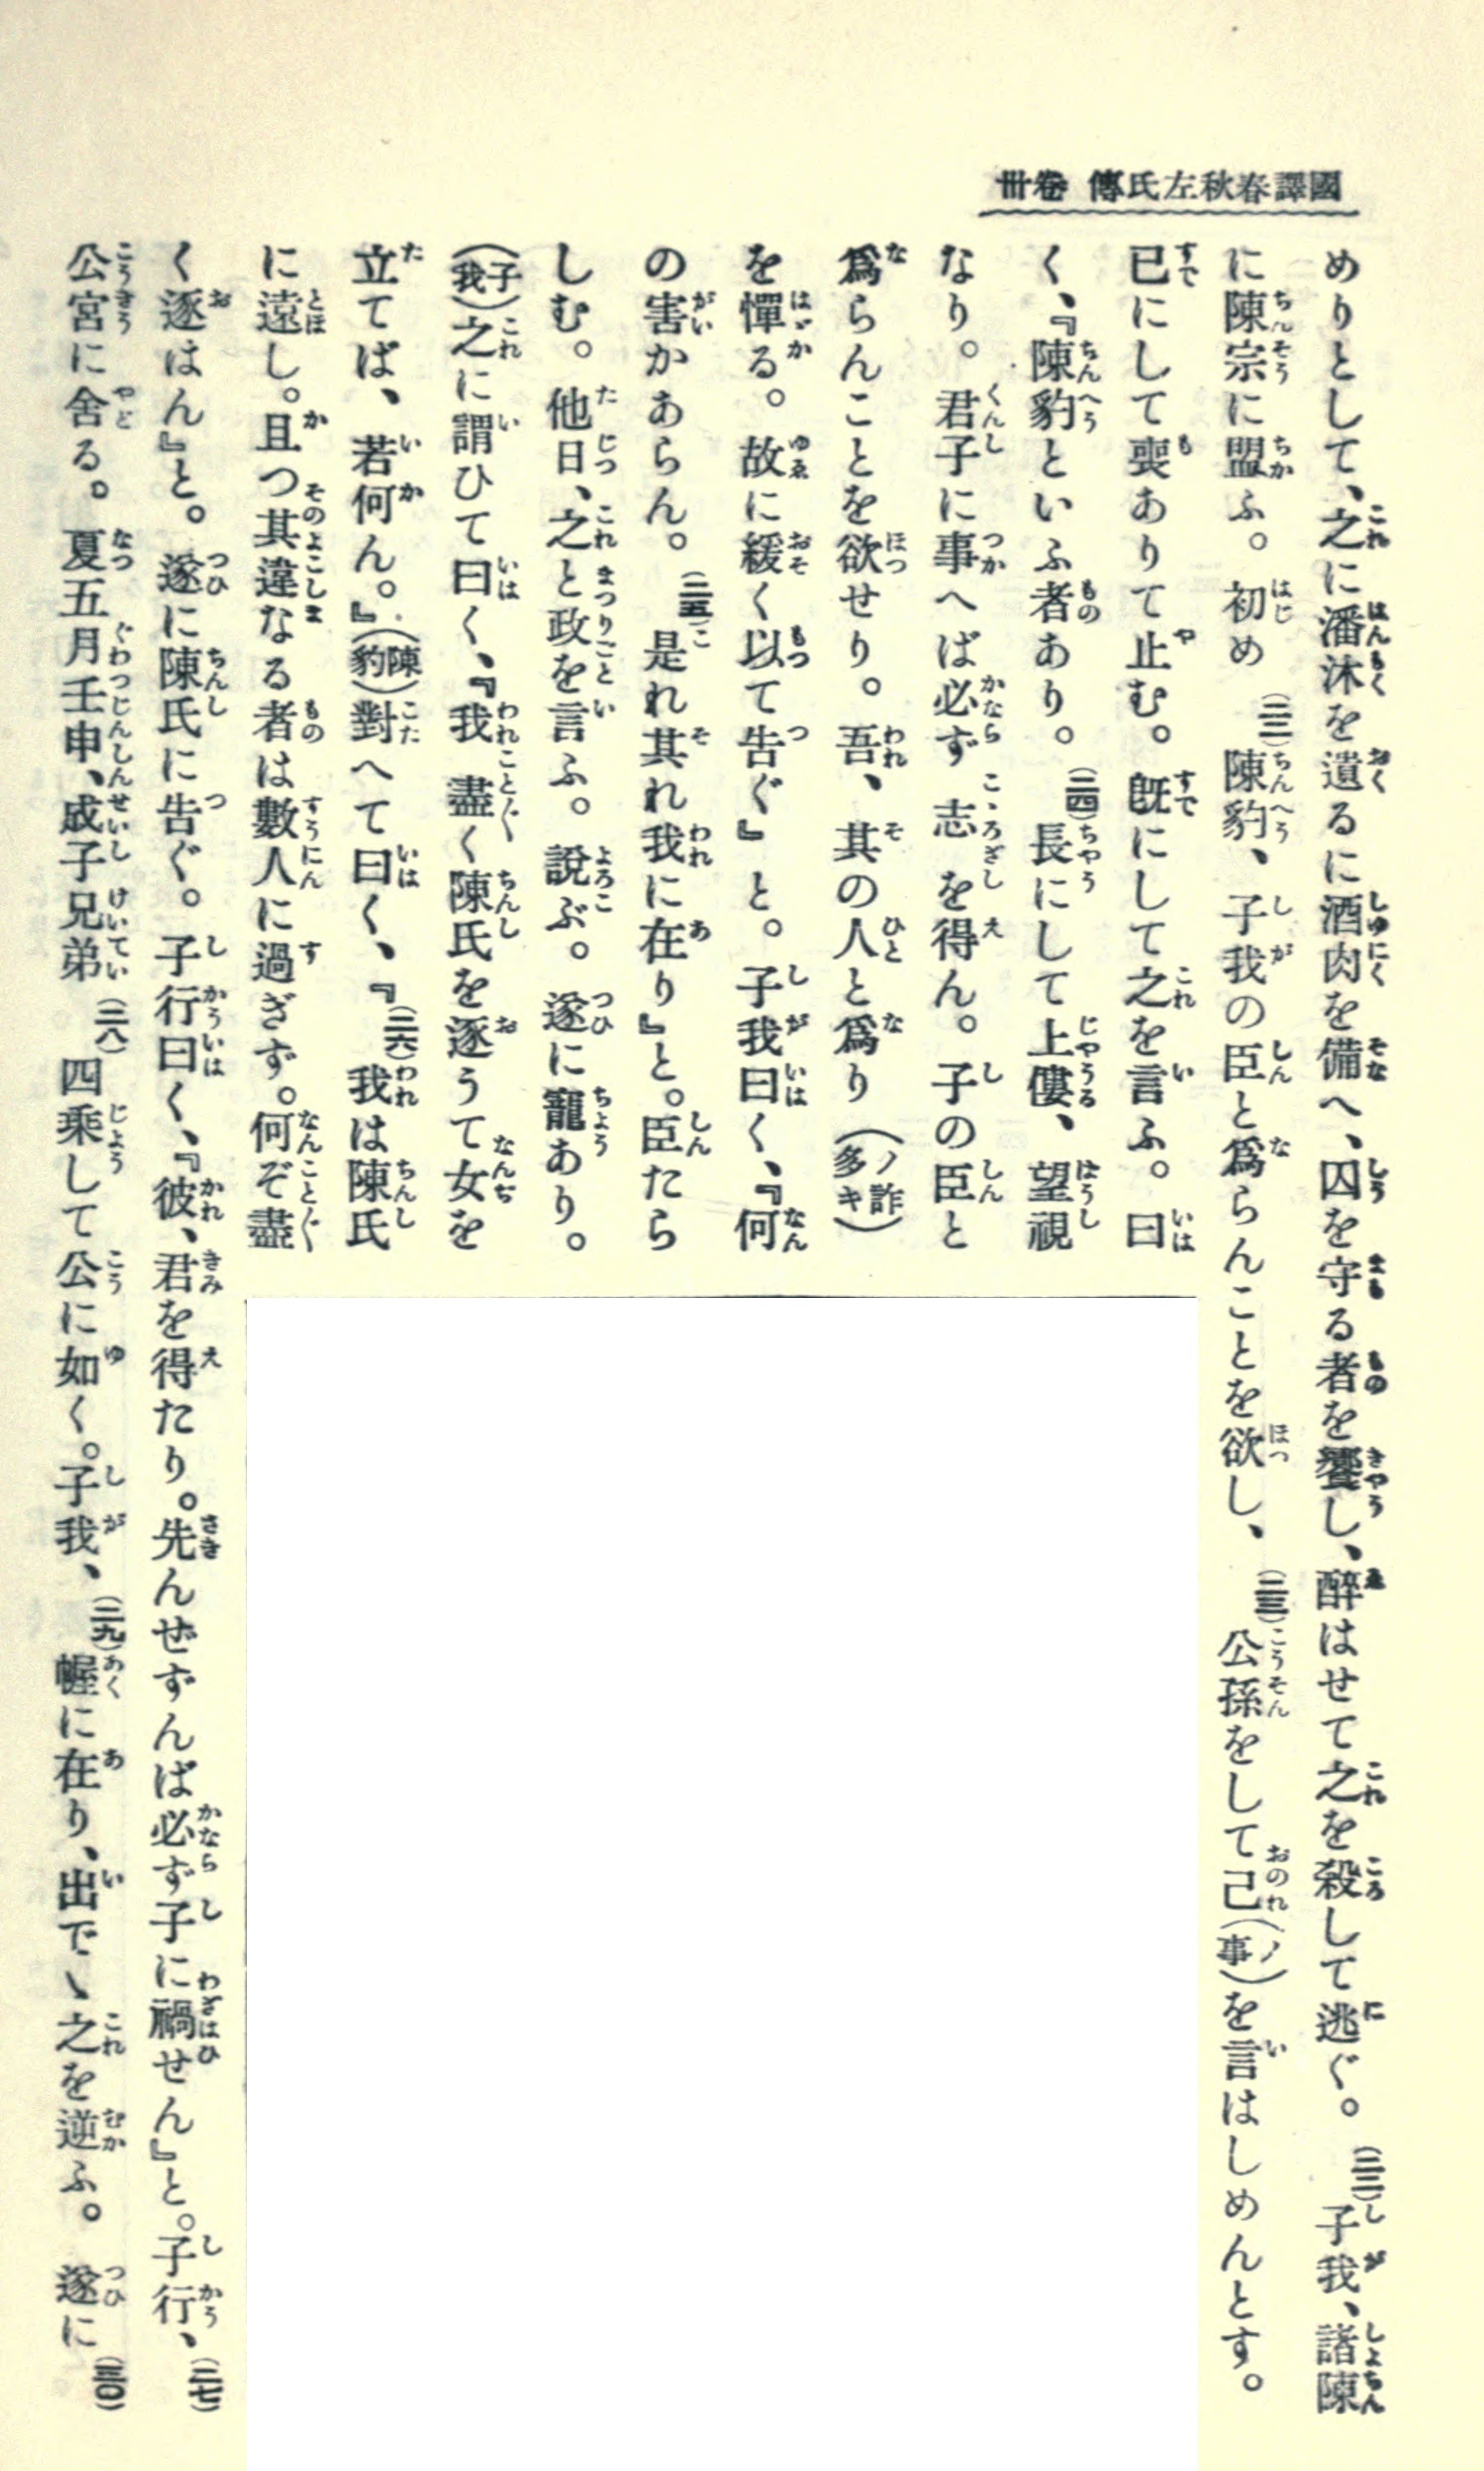 國譯春秋左氏傳 卷卅
めりとして、之に潘沐を遺るに酒肉を備へ、囚を守る者を饗し、醉はせて之を殺して逃ぐ。(二二)子我、諸陳
に陳宗に盟ふ。初め(二三)陳豹、子我の臣と爲らんことを欲し、(二三)公孫をして己(ノ事)を言はしめんとす。
已にして喪ありて止む。既にして之を言ふ。曰
く、『陳豹といふ者あり。(二四)長にして上僂、望視
なり。君子に事へば必ず志を得ん。子の臣と
爲らんことを欲せり。吾、其の人と爲り(ノ詐多キ)
を憚る。故に緩く以て告ぐ』と。子我曰く、『何
の害かあらん。(二五)是れ其れ我に在り』と。臣たら
しむ。他日、之と政を言ふ。說ぶ。遂に寵あり。
(子我)之に謂ひて曰く、『我盡く陳氏を逐うて女を
立てば、若何ん。』(陳豹)對へて曰く、『(二六)我は陳氏
に遠し。且つ其違なる者は數人に過ぎず。何ぞ盡
く逐はん』と。遂に陳氏に告ぐ。子行曰く、『彼、君を得たり。先んぜずんば必ず子に禍せん』と。子行、(二七)
公宮に舍る。夏五月壬申、成子兄弟(二八)四乘して公に如く。子我、(二九)幄に在り、出でゝ之を逆ふ。遂に(三〇)